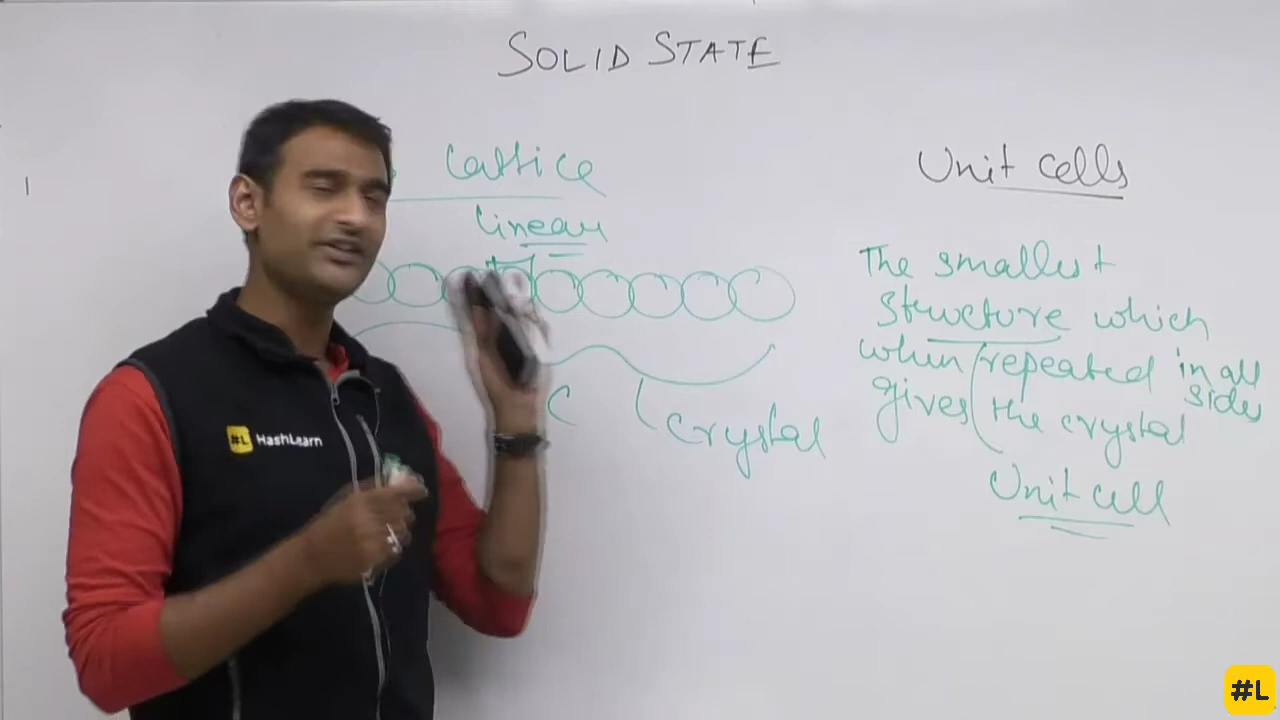 SOLID STATE
Lattice
Linear
C
Crystal
Unit cells
The smallest
structure which
when repeated in all
sides
gives the crystal
Unit cell
#L HashLearn
#L